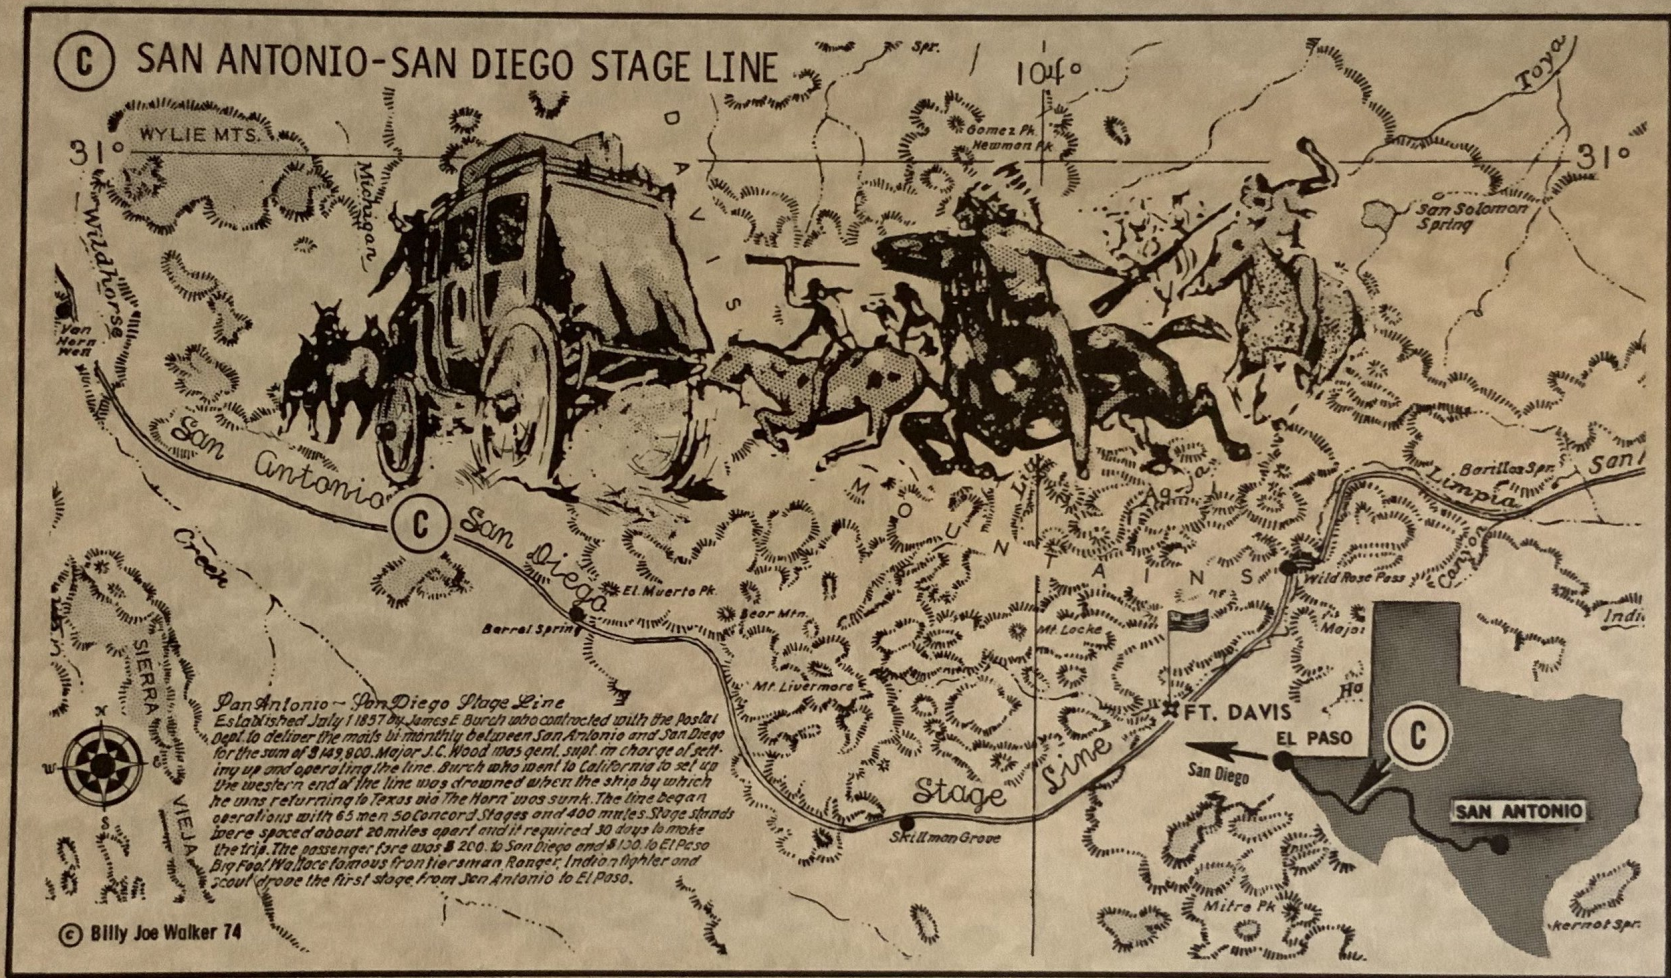 C SAN ANTONIO-SAN DIEGO STAGE LINE
Spr.
104°
Toya
WYLIE MTS.
31°
31°
Michigan
Gomez Pk.
Newman Pk
DAVIS
San Solomon
Spring
Wildhorse
Van
Horn
Well
San Antonio
C
San Diego
MOUNTAINS
Limpia
Barillos Spr.
San
Creek
Canyon
Wild Rose Pass
El Muerto Pk.
Bear Mtn.
Barrel Spring
Mt. Locke
Major
Indi
SIERRA
VIEJA
Mt. Livermore
Ho
FT. DAVIS
EL PASO
C
San Diego
SAN ANTONIO
Stage Line
Skillman Grove
Mitre Pk
kernot Spr.
N
W
E
S
San Antonio - San Diego Stage Line
Established July 1 1857 by James E. Burch who contracted with the Postal
Dept. to deliver the mails bi-monthly between San Antonio and San Diego
for the sum of $149,800. Major J.C. Wood was genl. supt. in charge of sett-
ing up and operating the line. Burch who went to California to set up
the western end of the line was drowned when the ship by which
he was returning to Texas via The Horn was sunk. The line began
operations with 65 men 50 Concord Stages and 400 mules. Stage stands
were spaced about 20 miles apart and it required 30 days to make
the trip. The passenger fare was $200. to San Diego and $100. to El Paso
Big Foot Wallace famous frontiersman Ranger, Indian fighter and
scout drove the first stage from San Antonio to El Paso.
© Billy Joe Walker 74